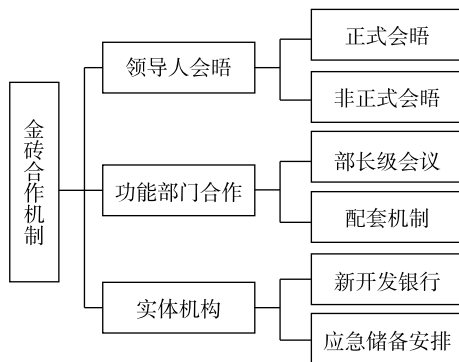 金砖合作机制
领导人会晤
正式会晤
非正式会晤
功能部门合作
部长级会议
配套机制
实体机构
新开发银行
应急储备安排